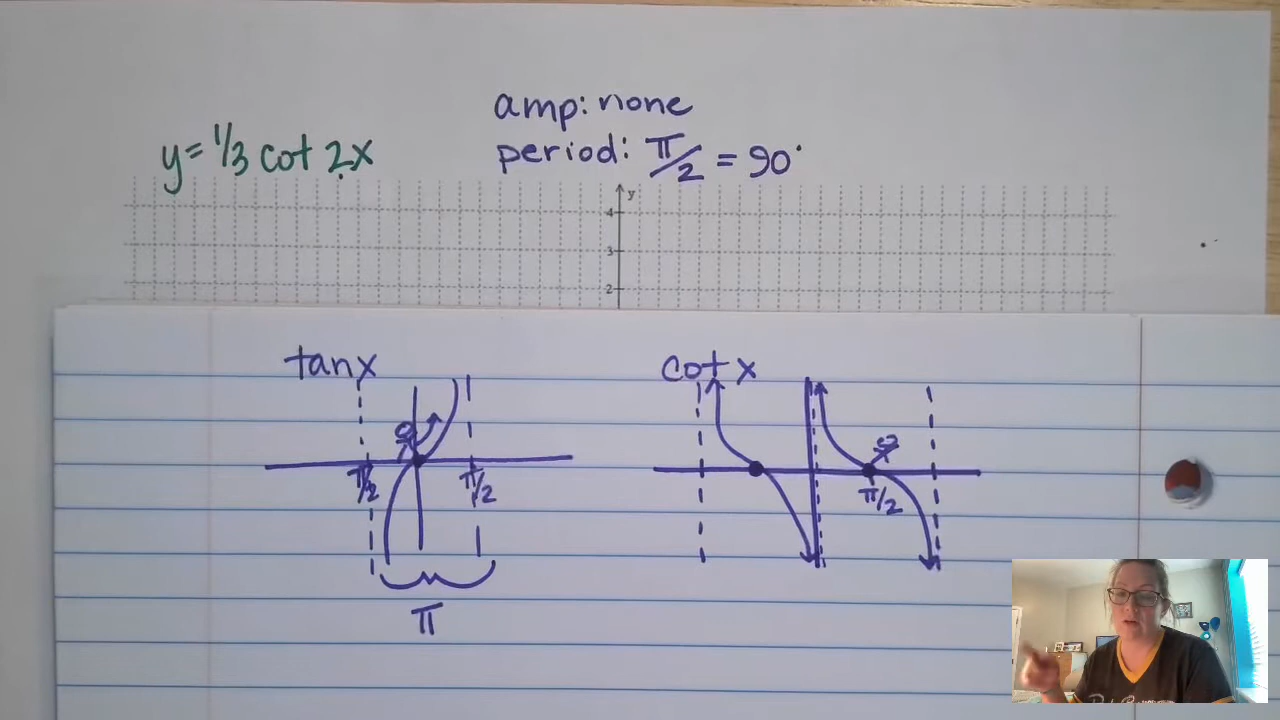 amp: none
y = 1/3 cot 2x
period: π/2 = 90°
y
4
3
2
tan x
cot x
π/2
π/2
π/2
π